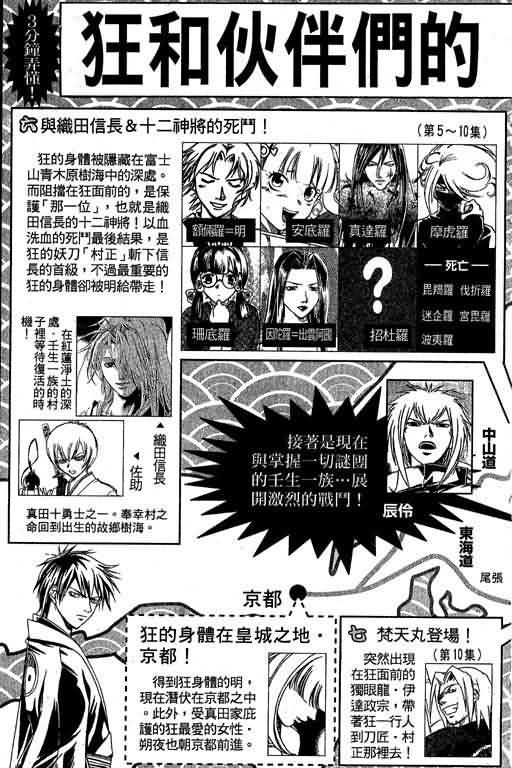 3分鐘弄懂！
狂和伙伴們的
六 與織田信長＆十二神將的死鬥！
（第5～10集）
狂的身體被隱藏在富士
山青木原樹海中的深處。
而阻擋在狂面前的，是保
護「那一位」，也就是織
田信長的十二神將！以血
洗血的死鬥最後結果，是
狂的妖刀「村正」斬下信
長的首級，不過最重要的
狂的身體卻被明給帶走！
額儞羅＝明
安底羅
真達羅
摩虎羅
珊底羅
因陀羅＝出雲阿國
？
招杜羅
死亡
毘羯羅 伐折羅
迷企羅 宮毘羅
波夷羅
在紅蓮淨土的深
處，壬生一族的村
子裡等待復活的時
機！
▲織田信長
▲佐助
真田十勇士之一。奉幸村之
命回到出生的故鄉樹海。
接著是現在
與掌握一切謎團
的壬生一族…展
開激烈的戰鬥！
辰伶
中山道
東海道
尾張
京都
狂的身體在皇城之地‧
京都！
得到狂身體的明，
現在潛伏在京都之中
。此外，受真田家庇
護的狂最愛的女性‧
朔夜也朝京都前進。
七 梵天丸登場！
（第10集）
突然出現
在狂面前的
獨眼龍‧伊
達政宗，帶
著狂一行人
到刀匠‧村
正那裡去！